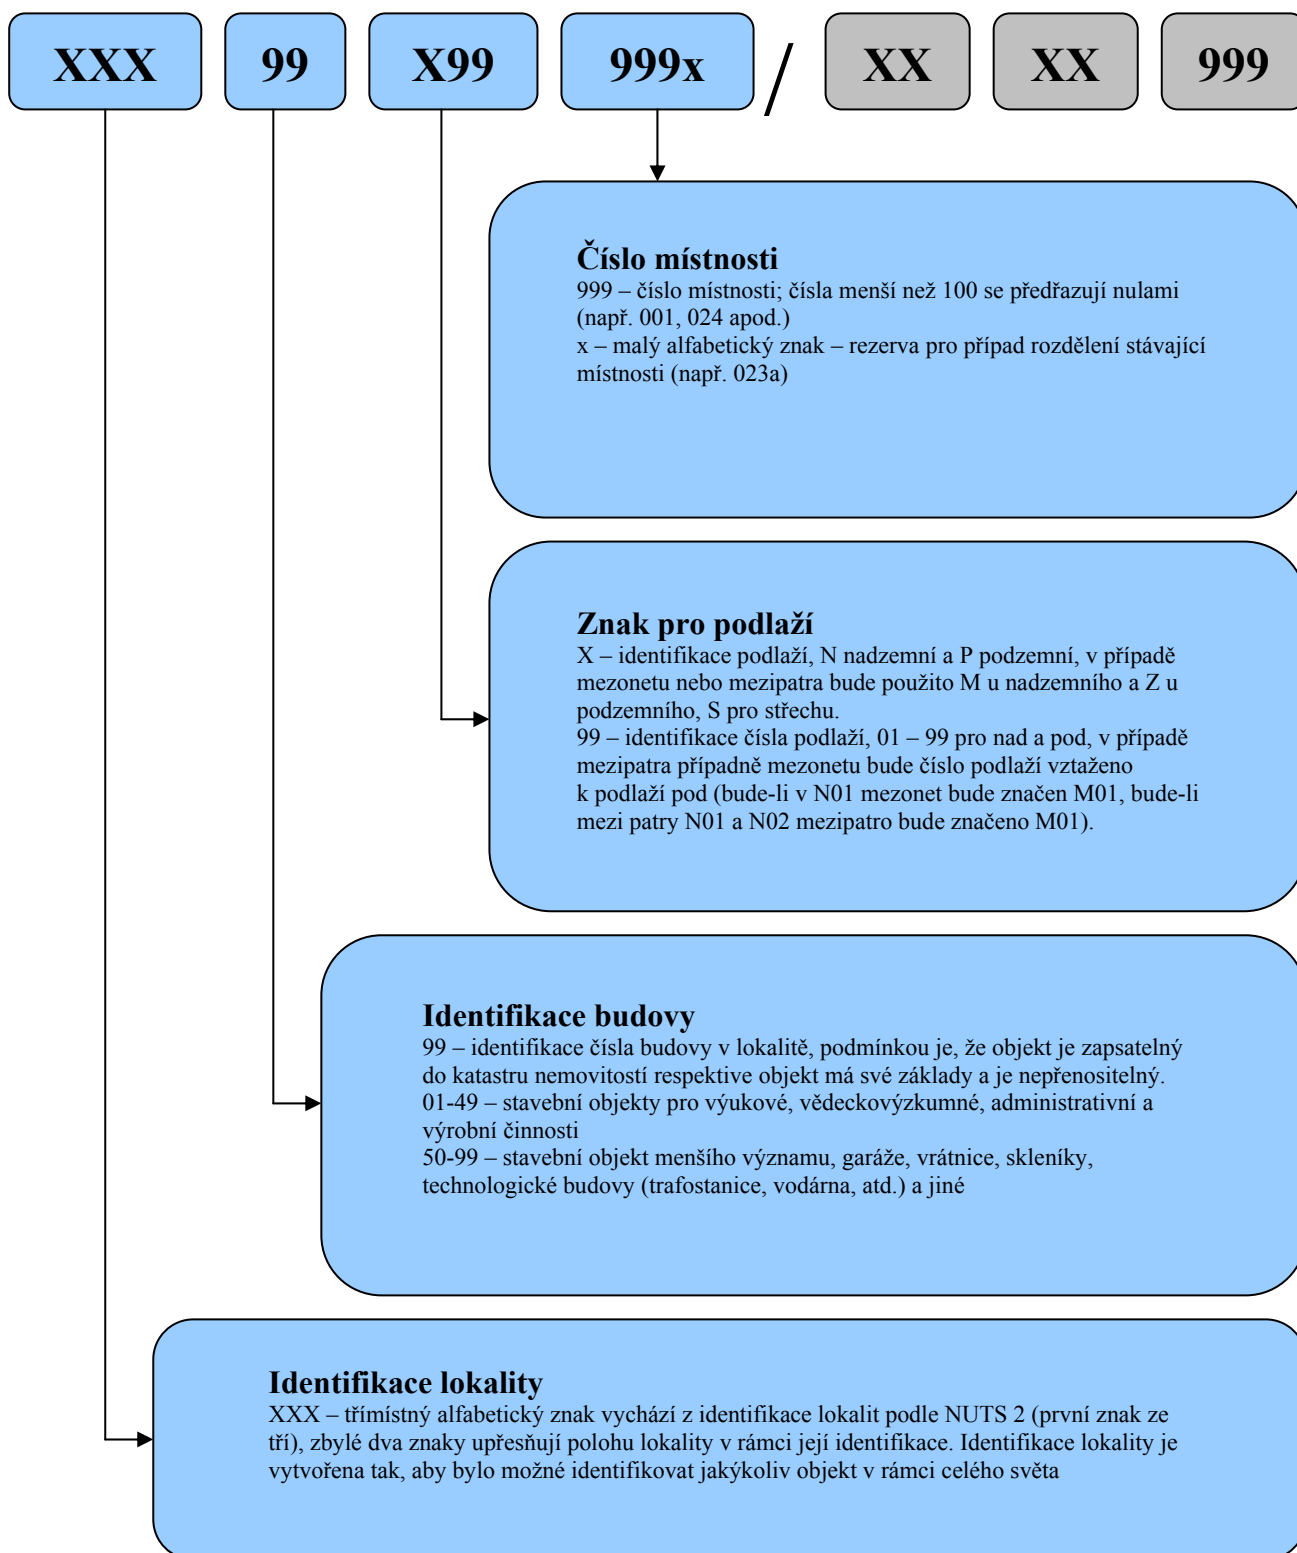 XXX 99 X99 999x / XX XX 999
Číslo místnosti
999 – číslo místnosti; čísla menší než 100 se předřazují nulami
(např. 001, 024 apod.)
x – malý alfabetický znak – rezerva pro případ rozdělení stávající
místnosti (např. 023a)
Znak pro podlaží
X – identifikace podlaží, N nadzemní a P podzemní, v případě
mezonetu nebo mezipatra bude použito M u nadzemního a Z u
podzemního, S pro střechu.
99 – identifikace čísla podlaží, 01 – 99 pro nad a pod, v případě
mezipatra případně mezonetu bude číslo podlaží vztaženo
k podlaží pod (bude-li v N01 mezonet bude značen M01, bude-li
mezi patry N01 a N02 mezipatro bude značeno M01).
Identifikace budovy
99 – identifikace čísla budovy v lokalitě, podmínkou je, že objekt je zapsatelný
do katastru nemovitostí respektive objekt má své základy a je nepřenositelný.
01-49 – stavební objekty pro výukové, vědeckovýzkumné, administrativní a
výrobní činnosti
50-99 – stavební objekt menšího významu, garáže, vrátnice, skleníky,
technologické budovy (trafostanice, vodárna, atd.) a jiné
Identifikace lokality
XXX – třímístný alfabetický znak vychází z identifikace lokalit podle NUTS 2 (první znak ze
tří), zbylé dva znaky upřesňují polohu lokality v rámci její identifikace. Identifikace lokality je
vytvořena tak, aby bylo možné identifikovat jakýkoliv objekt v rámci celého světa